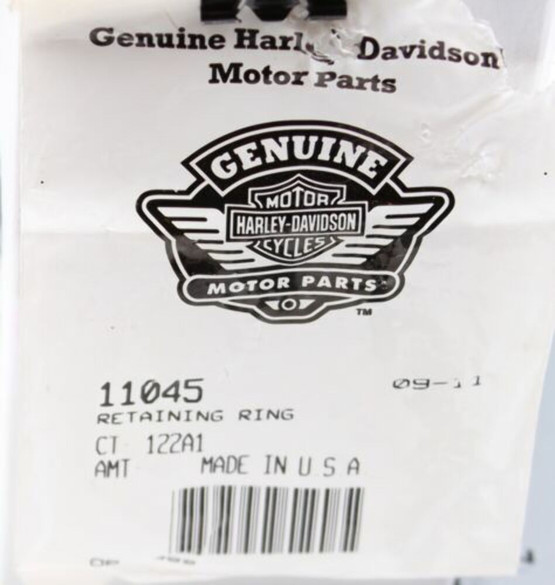 Genuine Harl Davidson
Motor Parts
GENUINE
MOTOR
HARLEY-DAVIDSON
CYCLES
MOTOR PARTS
TM
11045
09-11
RETAINING RING
CT 122A1
AMT MADE IN U S A